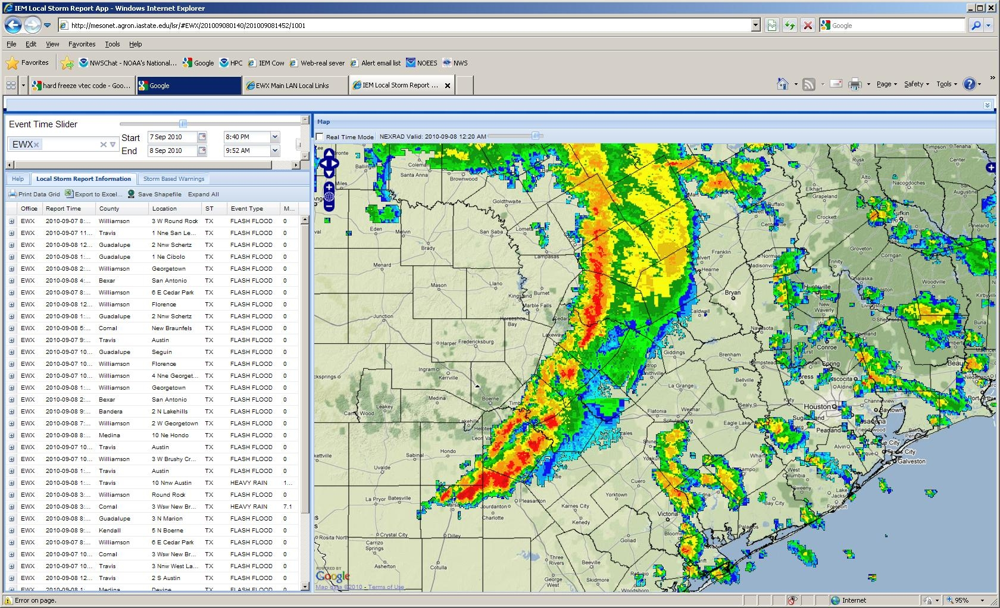 IEM Local Storm Report App - Windows Internet Explorer
http://mesonet.agron.iastate.edu/lsr/#EWX/201009080140/201009081452/1001
Google
File Edit View Favorites Tools Help
Favorites NWSChat - NOAA's National... Google HPC IEM Cow Web-real sever Alert email list NOEES NWS
hard freeze vtec code - Goo... Google EWX Main LAN Local Links IEM Local Storm Report ... Page Safety Tools
Event Time Slider
EWX
Start 7 Sep 2010 8:40 PM
End 8 Sep 2010 9:52 AM
Help Local Storm Report Information Storm Based Warnings
Print Data Grid Export to Excel... Save Shapefile Expand All
Office Report Time County Location ST Event Type M...
EWX 2010-09-07 8:... Williamson 3 W Round Rock TX FLASH FLOOD 0
EWX 2010-09-07 11... Travis 1 Nne San Le... TX FLASH FLOOD 0
EWX 2010-09-08 12... Guadalupe 2 Nnw Schertz TX FLASH FLOOD 0
EWX 2010-09-08 1:... Guadalupe 1 Ne Cibolo TX FLASH FLOOD 0
EWX 2010-09-08 2:... Williamson Georgetown TX FLASH FLOOD 0
EWX 2010-09-08 4:... Bexar San Antonio TX FLASH FLOOD 0
EWX 2010-09-07 8:... Williamson 6 E Cedar Park TX FLASH FLOOD 0
EWX 2010-09-08 12... Williamson Florence TX FLASH FLOOD 0
EWX 2010-09-08 1:... Guadalupe 2 Nnw Schertz TX FLASH FLOOD 0
EWX 2010-09-08 5:... Comal New Braunfels TX FLASH FLOOD 0
EWX 2010-09-07 9:... Travis Austin TX FLASH FLOOD 0
EWX 2010-09-07 10... Guadalupe Seguin TX FLASH FLOOD 0
EWX 2010-09-07 10... Williamson Florence TX FLASH FLOOD 0
EWX 2010-09-07 10... Williamson 4 Nne Georget... TX FLASH FLOOD 0
EWX 2010-09-08 1:... Williamson Georgetown TX FLASH FLOOD 0
EWX 2010-09-08 2:... Bexar San Antonio TX FLASH FLOOD 0
EWX 2010-09-08 9:... Bandera 2 N Lakehills TX FLASH FLOOD 0
EWX 2010-09-08 7:... Williamson 2 W Georgetown TX FLASH FLOOD 0
EWX 2010-09-08 8:... Medina 10 Ne Hondo TX FLASH FLOOD 0
EWX 2010-09-07 10... Travis Austin TX FLASH FLOOD 0
EWX 2010-09-07 10... Williamson 3 W Brushy Cr... TX FLASH FLOOD 0
EWX 2010-09-08 1:... Travis Austin TX FLASH FLOOD 0
EWX 2010-09-08 1:... Travis 10 Nnw Austin TX HEAVY RAIN 1...
EWX 2010-09-08 3:... Williamson Round Rock TX FLASH FLOOD 0
EWX 2010-09-08 3:... Comal 3 Wsw New Br... TX HEAVY RAIN 7.1
EWX 2010-09-08 8:... Guadalupe 3 N Marion TX FLASH FLOOD 0
EWX 2010-09-08 9:... Kendall 5 N Boerne TX FLASH FLOOD 0
EWX 2010-09-07 8:... Williamson 6 E Cedar Park TX FLASH FLOOD 0
EWX 2010-09-07 10... Comal 3 Wsw New Br... TX FLASH FLOOD 0
EWX 2010-09-07 10... Travis 3 Nnw West La... TX FLASH FLOOD 0
EWX 2010-09-08 12... Travis 2 S Austin TX FLASH FLOOD 0
EWX 2010-09-08 1: Medina Devine TX FLASH FLOOD 0
Map
Real Time Mode NEXRAD Valid: 2010-09-08 12:20 AM
Timpson Tenaha
Ballinger Coleman Rusk Center
Santa Anna Brownwood Alto Nacogdoches
Miles Elkhart San Augustine
Goldthwaite Grapeland
Buffalo Crockett
Eden Melvin San Saba Lometa Centerville Pineland
Brady Groveton Corrigan
Lampasas Franklin
Menard Hearne Madisonville Trinity
Mason Llano Bryan Huntsville Woodville
Burnet Kirbyville
Marble Falls New Waverly Livingston
Junction Horseshoe Bay Caldwell Buna
Navasota Cleveland
Harper Fredericksburg Lakeway Conroe
Giddings Brenham Hempstead
Ingram Spring
Kerrville Bellville
Medina Boerne La Grange Aldine
Leakey Katy Channelview
Camp Wood Flatonia Weimar Sealy Houston Baytown
Lakehills Schulenburg Eagle Lake Pasadena
Pearland
Shiner Alvin
Hondo La Marque Texas City
Sabinal Yoakum Galveston
Uvalde West Columbia
Cuero Edna Sweeny
La Pryor Batesville Yorktown Bay City Freeport
Jourdanton Pleasanton
Charlotte Karnes City Victoria
Kenedy
Crystal City Dilley Goliad
Rosita North Carrizo Springs
Asherton Cotulla Three Rivers Beeville
George West Skidmore Woodsboro
POWERED BY
Google
Map data ©2010 - Terms of Use
Error on page. Internet 95%